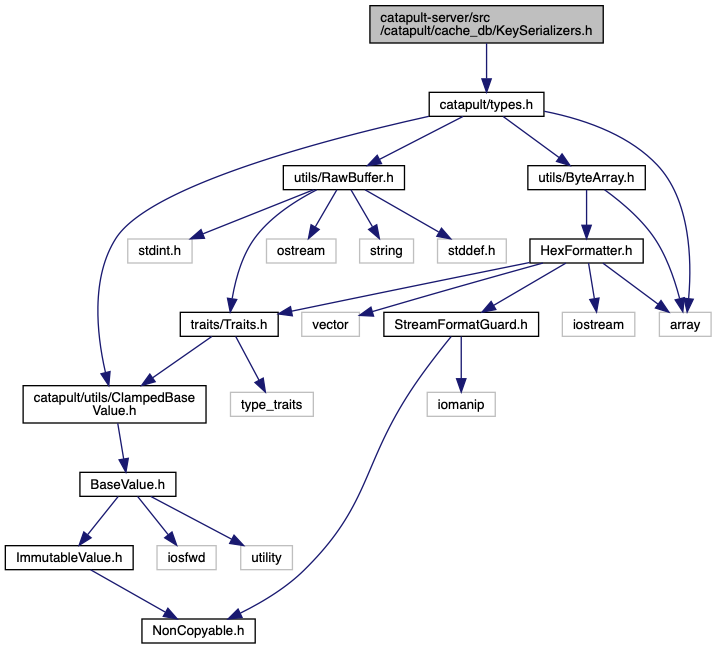 catapult-server/src
/catapult/cache_db/KeySerializers.h
catapult/types.h
utils/RawBuffer.h
utils/ByteArray.h
stdint.h
ostream
string
stddef.h
HexFormatter.h
traits/Traits.h
vector
StreamFormatGuard.h
iostream
array
catapult/utils/ClampedBase
Value.h
type_traits
iomanip
BaseValue.h
ImmutableValue.h
iosfwd
utility
NonCopyable.h